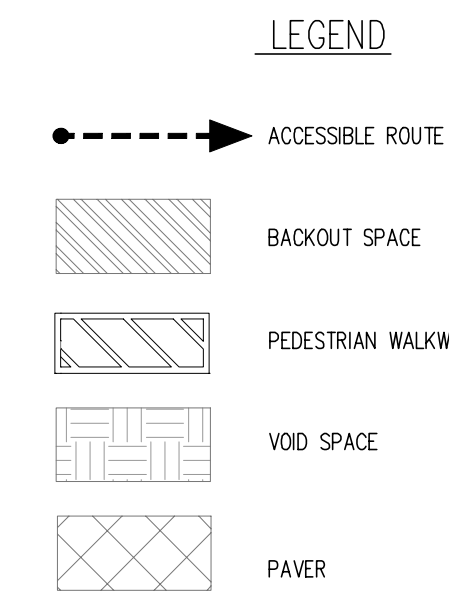 LEGEND
ACCESSIBLE ROUTE
BACKOUT SPACE
PEDESTRIAN WALKW
VOID SPACE
PAVER